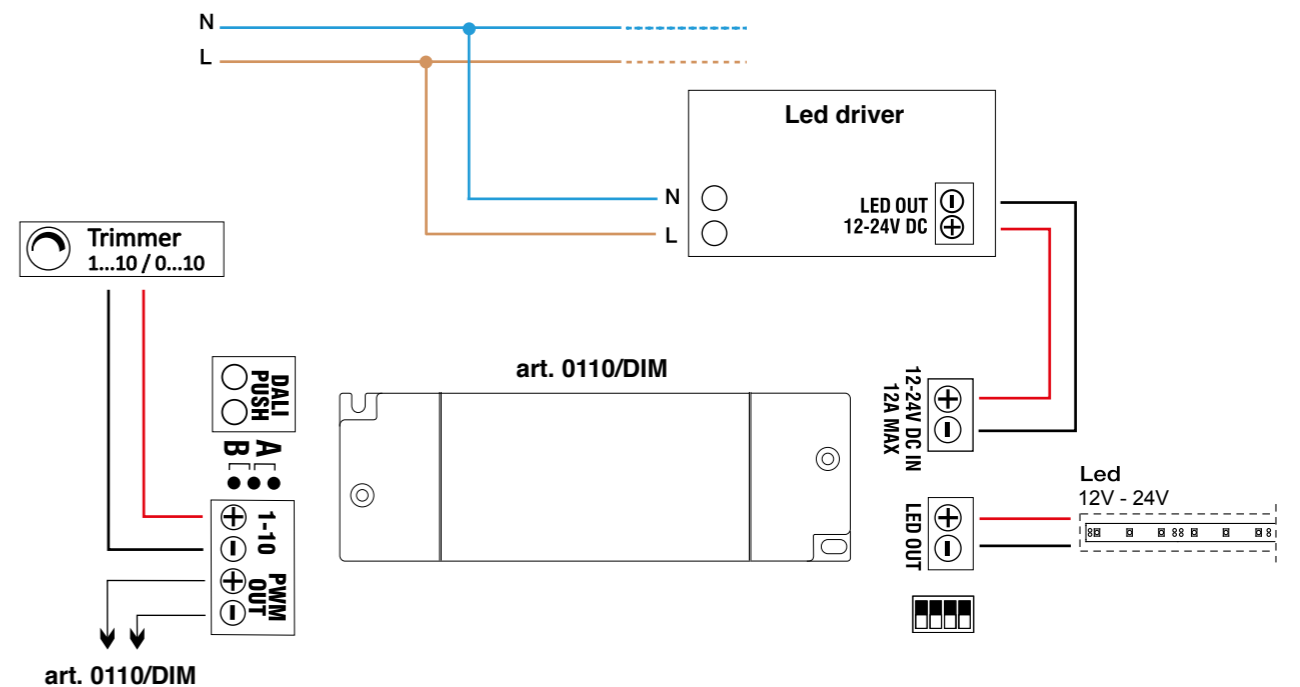 N
L
Led driver
N
L
LED OUT
12-24V DC
Trimmer
1...10 / 0...10
art. 0110/DIM
DALI
PUSH
A
B
1-10
PWM
OUT
art. 0110/DIM
12-24V DC IN
12A MAX
LED OUT
Led
12V - 24V